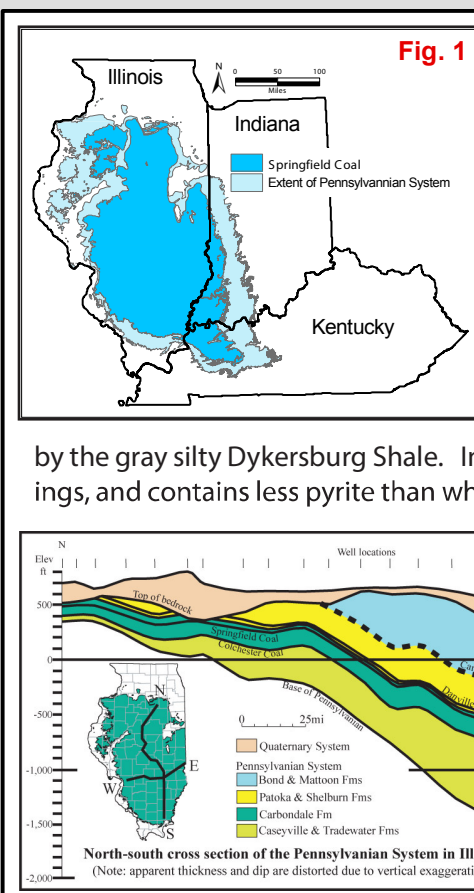 Fig. 1
Illinois
N
0 50 100
Miles
Indiana
Springfield Coal
Extent of Pennsylvannian System
Kentucky
by the gray silty Dykersburg Shale. In
ings, and contains less pyrite than wh
N
Elev
ft
Well locations
Top of bedrock
500
Springfield Coal
Colchester Coal
0
Base of Pennsylvanian
Danville
-500
N
0 25mi
Quaternary System
Pennsylvanian System
-1,000
E
Bond & Mattoon Fms
W
Patoka & Shelburn Fms
-1,500
Carbondale Fm
S
Caseyville & Tradewater Fms
North-south cross section of the Pennsylvanian System in Ill
-2,000
(Note: apparent thickness and dip are distorted due to vertical exaggerat